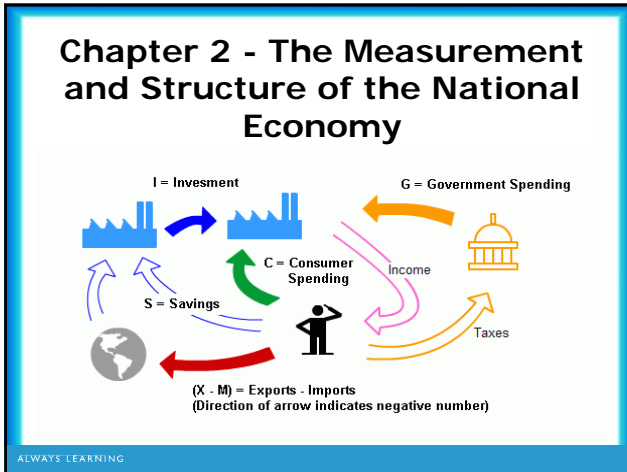 Chapter 2 - The Measurement
and Structure of the National
Economy
I = Invesment
G = Government Spending
C = Consumer
Spending
Income
S = Savings
Taxes
(X - M) = Exports - Imports
(Direction of arrow indicates negative number)
ALWAYS LEARNING